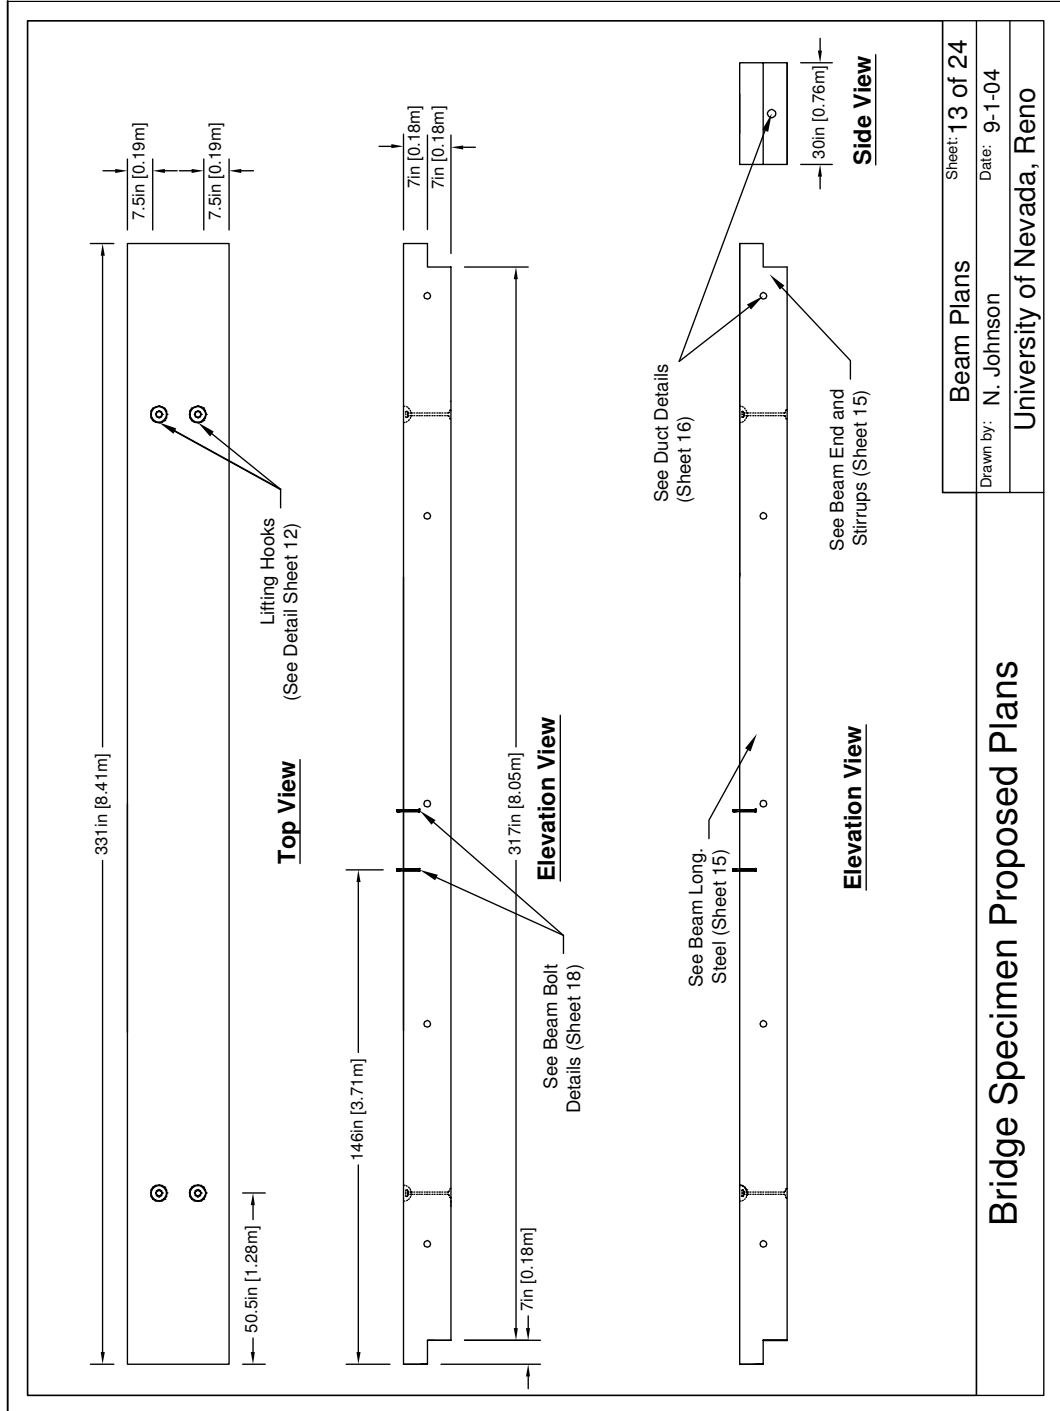 331in [8.41m]
7.5in [0.19m]
7.5in [0.19m]
Lifting Hooks
(See Detail Sheet 12)
50.5in [1.28m]
Top View
146in [3.71m]
7in [0.18m]
7in [0.18m]
See Beam Bolt
Details (Sheet 18)
317in [8.05m]
7in [0.18m]
Elevation View
See Duct Details
(Sheet 16)
See Beam Long.
Steel (Sheet 15)
See Beam End and
Stirrups (Sheet 15)
30in [0.76m]
Elevation View
Side View
Bridge Specimen Proposed Plans
Beam Plans
Sheet: 13 of 24
Drawn by: N. Johnson
Date: 9-1-04
University of Nevada, Reno